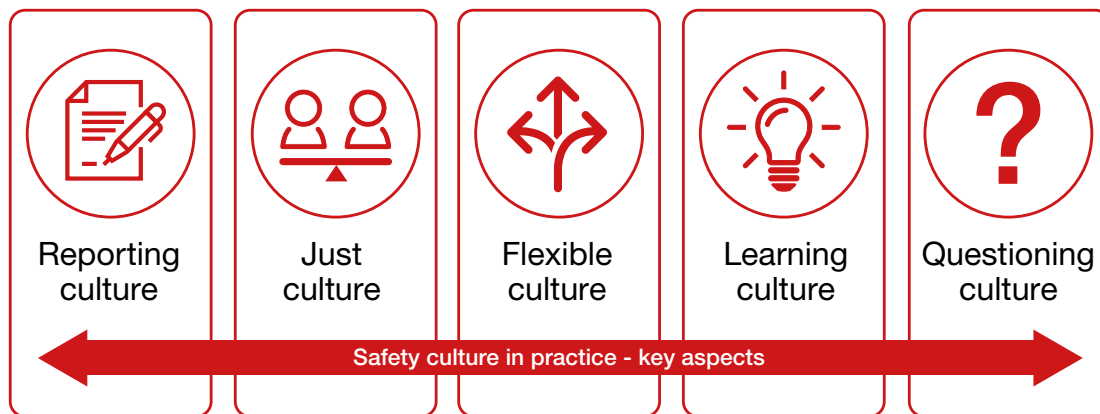 Reporting
culture
Just
culture
Flexible
culture
Learning
culture
?
Questioning
culture
Safety culture in practice - key aspects